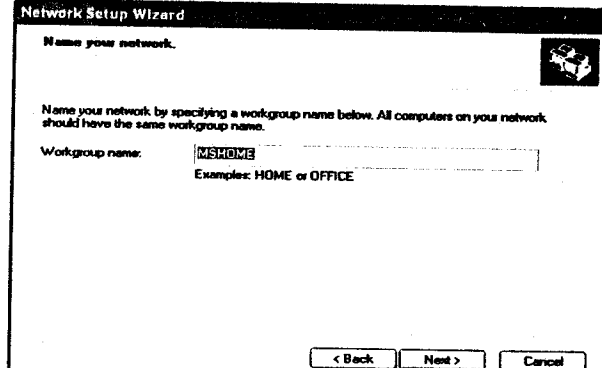 Network Setup Wizard
Name your network.
Name your network by specifying a workgroup name below. All computers on your network
should have the same workgroup name.
Workgroup name: MSHOME
Examples: HOME or OFFICE
< Back Next > Cancel